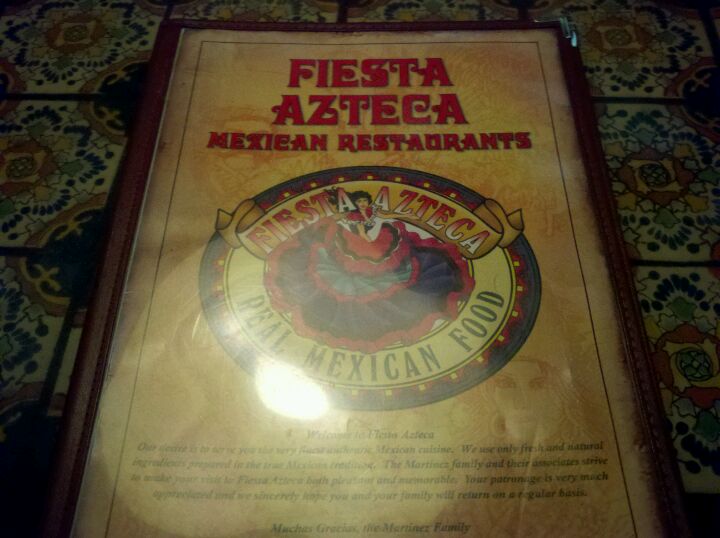 FIESTA
AZTECA
MEXICAN RESTAURANTS
FIESTA AZTECA
REAL MEXICAN FOOD
Welcome to Fiesta Azteca
Our desire is to serve you the very finest authentic Mexican cuisine. We use only fresh and natural
ingredients prepared in the true Mexican tradition. The Martinez family and their associates strive
to make your visit to Fiesta Azteca both pleasant and memorable. Your patronage is very much
appreciated and we sincerely hope you and your family will return on a regular basis.
Muchas Gracias, the Martinez Family